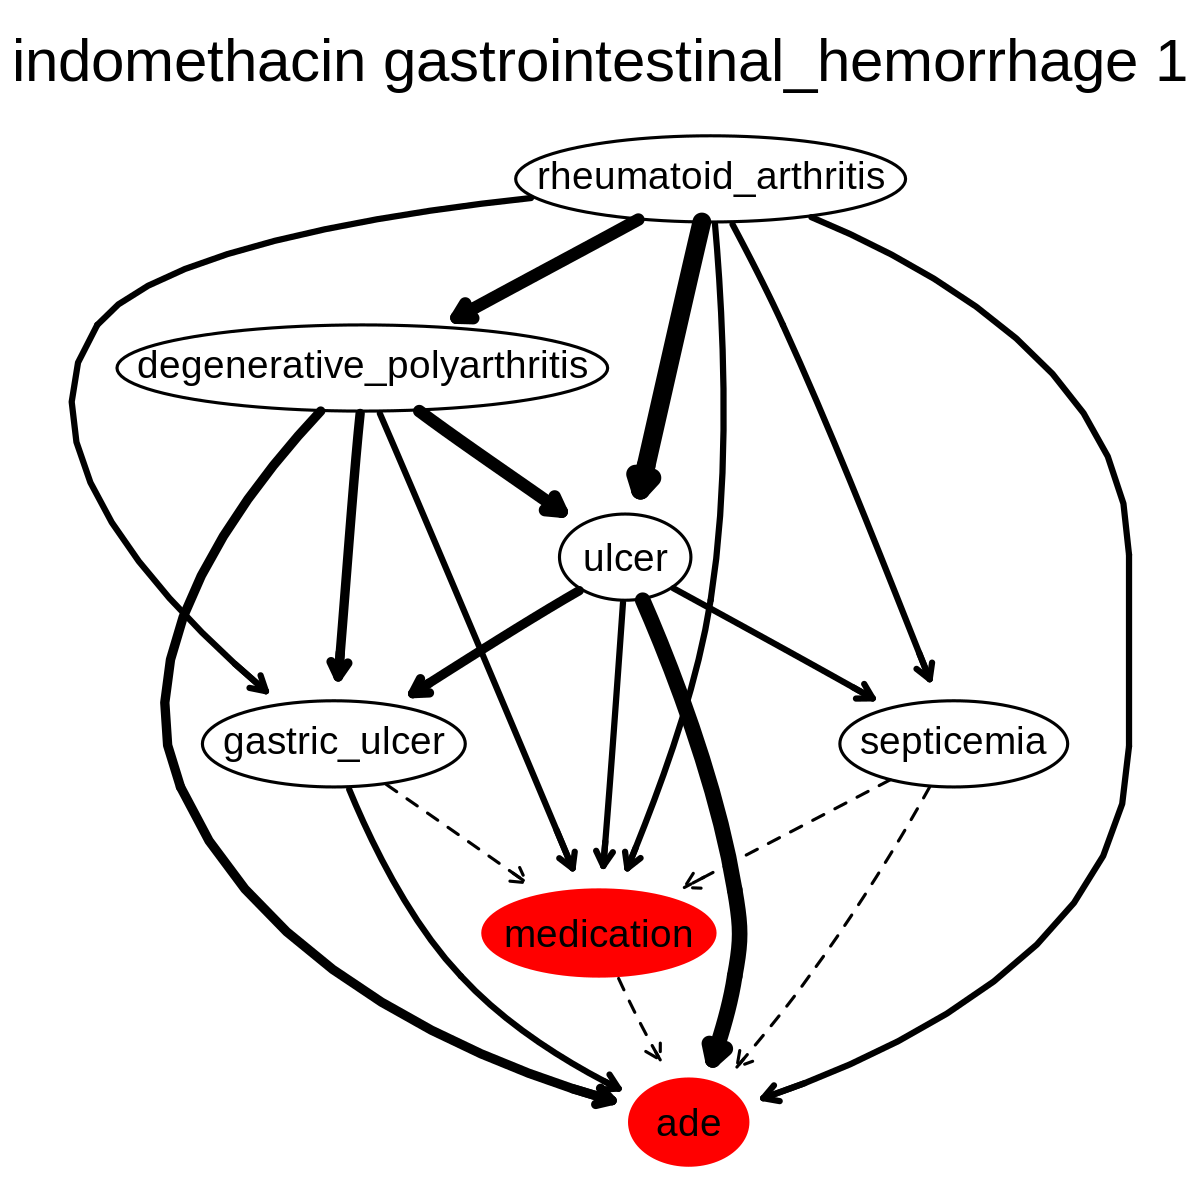 indomethacin gastrointestinal_hemorrhage 1
rheumatoid_arthritis
degenerative_polyarthritis
ulcer
gastric_ulcer
septicemia
medication
ade